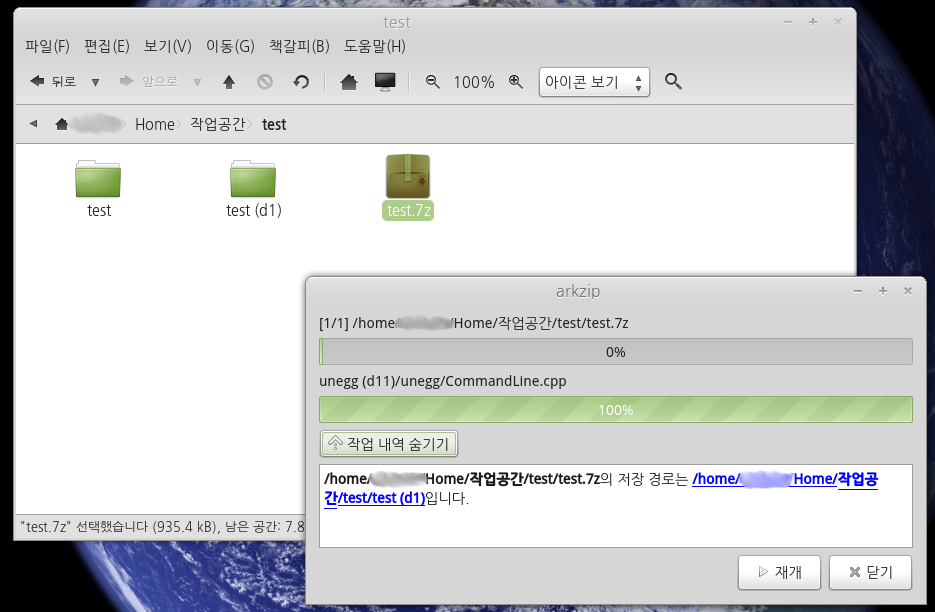 test
파일(F) 편집(E) 보기(V) 이동(G) 책갈피(B) 도움말(H)
뒤로 앞으로 100% 아이콘 보기
Home 작업공간 test
test test (d1) test.7z
"test.7z" 선택했습니다 (935.4 kB), 남은 공간: 7.8
arkzip
[1/1] /home/ /Home/작업공간/test/test.7z
0%
unegg (d11)/unegg/CommandLine.cpp
100%
작업 내역 숨기기
/home/ /Home/작업공간/test/test.7z의 저장 경로는 /home/ /Home/작업공
간/test/test (d1)입니다.
재개 닫기